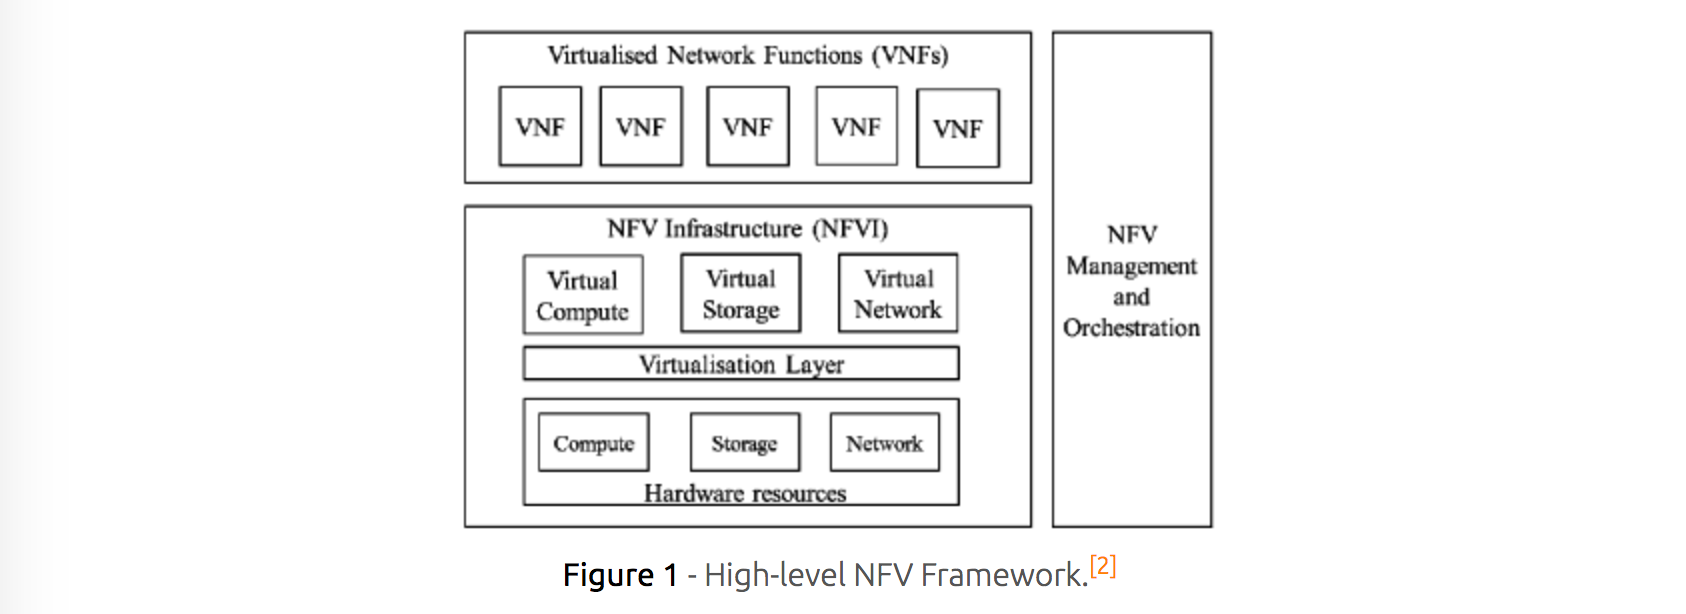 Virtualised Network Functions (VNFs)
VNF VNF VNF VNF VNF
NFV Infrastructure (NFVI)
Virtual
Compute
Virtual
Storage
Virtual
Network
Virtualisation Layer
Compute Storage Network
Hardware resources
NFV
Management
and
Orchestration
Figure 1 - High-level NFV Framework.[2]